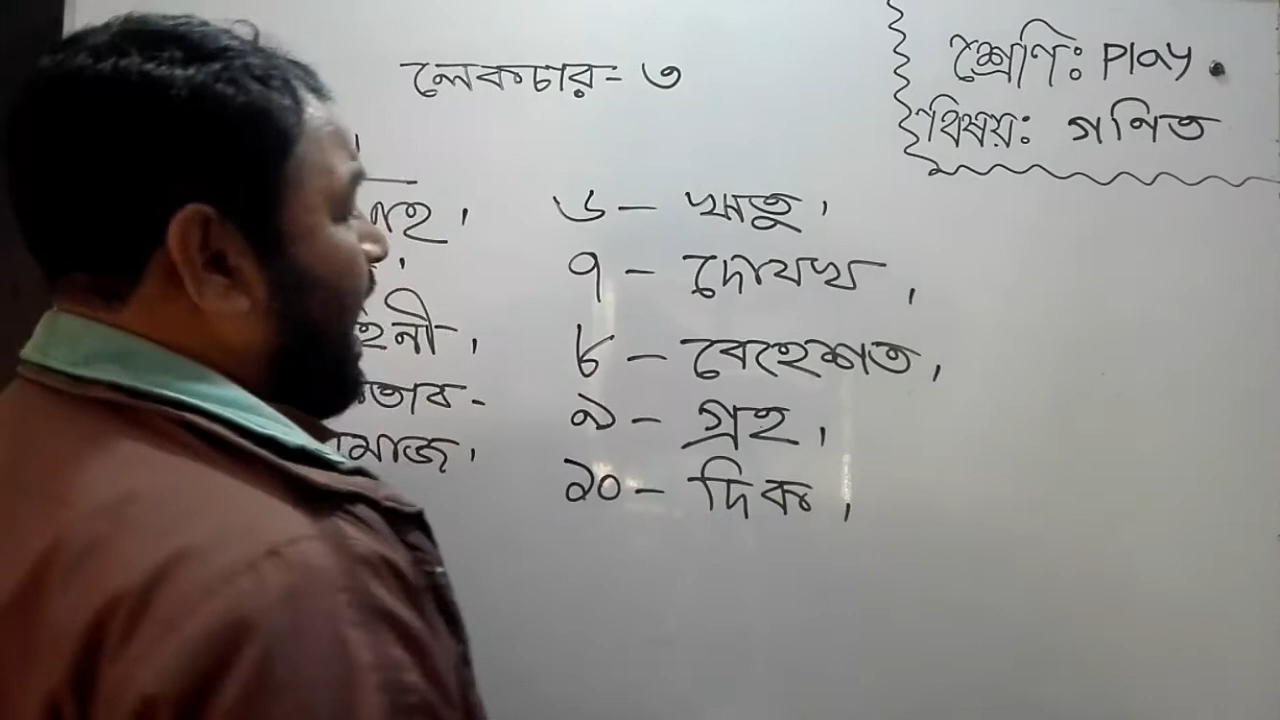 লেকচার- ৩
শ্রেণিঃ Play.
বিষয়ঃ গণিত
৬ – ঋতু,
৭ – দোযখ,
৮ – বেহেশত,
৯ – গ্রহ,
১০ – দিক,